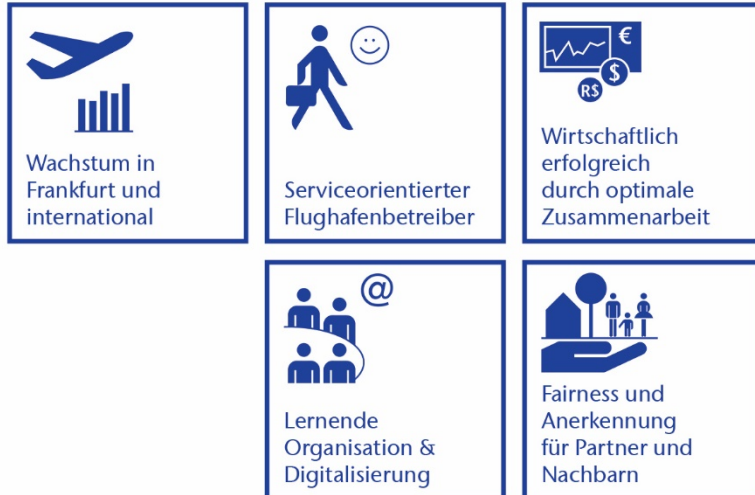 Wachstum in
Frankfurt und
international
Serviceorientierter
Flughafenbetreiber
€
$
R$
Wirtschaftlich
erfolgreich
durch optimale
Zusammenarbeit
@
Lernende
Organisation &
Digitalisierung
Fairness und
Anerkennung
für Partner und
Nachbarn